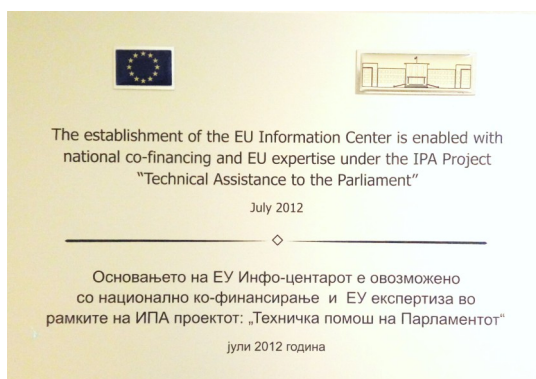 The establishment of the EU Information Center is enabled with
national co-financing and EU expertise under the IPA Project
"Technical Assistance to the Parliament"
July 2012
Основањето на ЕУ Инфо-центарот е овозможено
со национално ко-финансирање и ЕУ експертиза во
рамките на ИПА проектот: „Техничка помош на Парламентот“
јули 2012 година